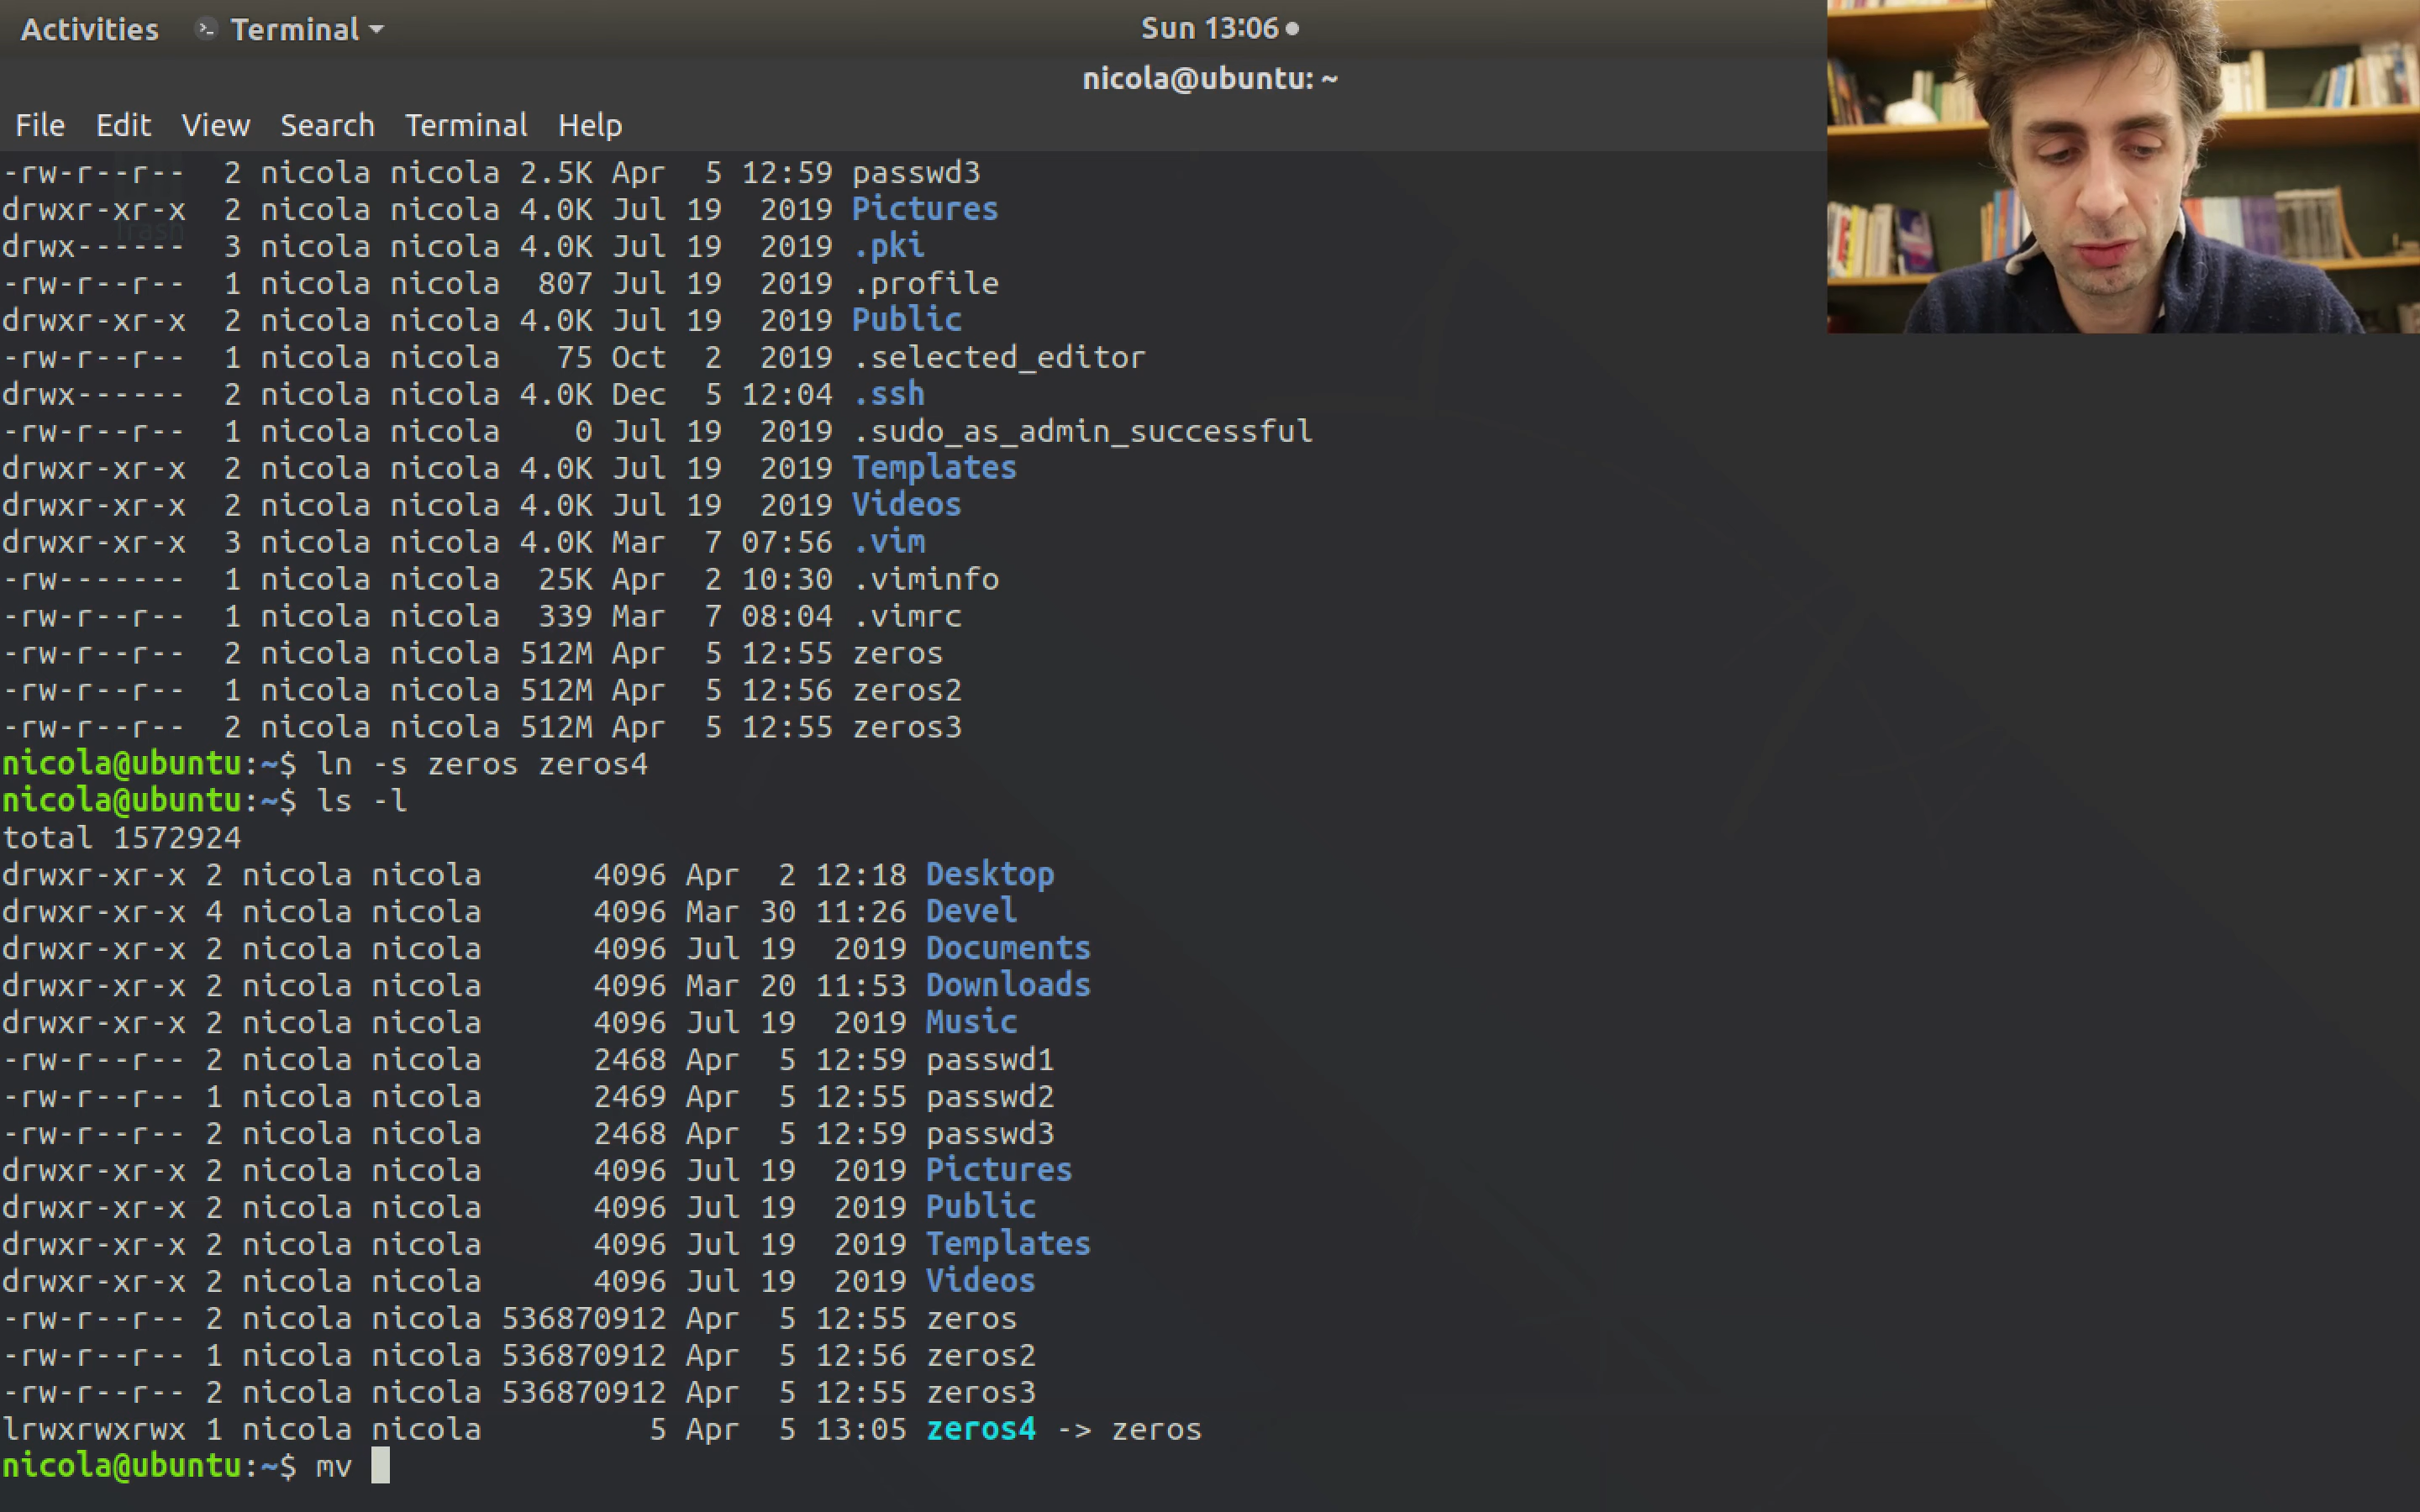 Activities Terminal Sun 13:06
nicola@ubuntu: ~
File Edit View Search Terminal Help
-rw-r--r--  2 nicola nicola 2.5K Apr  5 12:59 passwd3
drwxr-xr-x  2 nicola nicola 4.0K Jul 19  2019 Pictures
Trash
drwx------  3 nicola nicola 4.0K Jul 19  2019 .pki
-rw-r--r--  1 nicola nicola  807 Jul 19  2019 .profile
drwxr-xr-x  2 nicola nicola 4.0K Jul 19  2019 Public
-rw-r--r--  1 nicola nicola   75 Oct  2  2019 .selected_editor
drwx------  2 nicola nicola 4.0K Dec  5 12:04 .ssh
-rw-r--r--  1 nicola nicola    0 Jul 19  2019 .sudo_as_admin_successful
drwxr-xr-x  2 nicola nicola 4.0K Jul 19  2019 Templates
drwxr-xr-x  2 nicola nicola 4.0K Jul 19  2019 Videos
drwxr-xr-x  3 nicola nicola 4.0K Mar  7 07:56 .vim
-rw-------  1 nicola nicola  25K Apr  2 10:30 .viminfo
-rw-r--r--  1 nicola nicola  339 Mar  7 08:04 .vimrc
-rw-r--r--  2 nicola nicola 512M Apr  5 12:55 zeros
-rw-r--r--  1 nicola nicola 512M Apr  5 12:56 zeros2
-rw-r--r--  2 nicola nicola 512M Apr  5 12:55 zeros3
nicola@ubuntu:~$ ln -s zeros zeros4
nicola@ubuntu:~$ ls -l
total 1572924
drwxr-xr-x 2 nicola nicola      4096 Apr  2 12:18 Desktop
drwxr-xr-x 4 nicola nicola      4096 Mar 30 11:26 Devel
drwxr-xr-x 2 nicola nicola      4096 Jul 19  2019 Documents
drwxr-xr-x 2 nicola nicola      4096 Mar 20 11:53 Downloads
drwxr-xr-x 2 nicola nicola      4096 Jul 19  2019 Music
-rw-r--r-- 2 nicola nicola      2468 Apr  5 12:59 passwd1
-rw-r--r-- 1 nicola nicola      2469 Apr  5 12:55 passwd2
-rw-r--r-- 2 nicola nicola      2468 Apr  5 12:59 passwd3
drwxr-xr-x 2 nicola nicola      4096 Jul 19  2019 Pictures
drwxr-xr-x 2 nicola nicola      4096 Jul 19  2019 Public
drwxr-xr-x 2 nicola nicola      4096 Jul 19  2019 Templates
drwxr-xr-x 2 nicola nicola      4096 Jul 19  2019 Videos
-rw-r--r-- 2 nicola nicola 536870912 Apr  5 12:55 zeros
-rw-r--r-- 1 nicola nicola 536870912 Apr  5 12:56 zeros2
-rw-r--r-- 2 nicola nicola 536870912 Apr  5 12:55 zeros3
lrwxrwxrwx 1 nicola nicola         5 Apr  5 13:05 zeros4 -> zeros
nicola@ubuntu:~$ mv